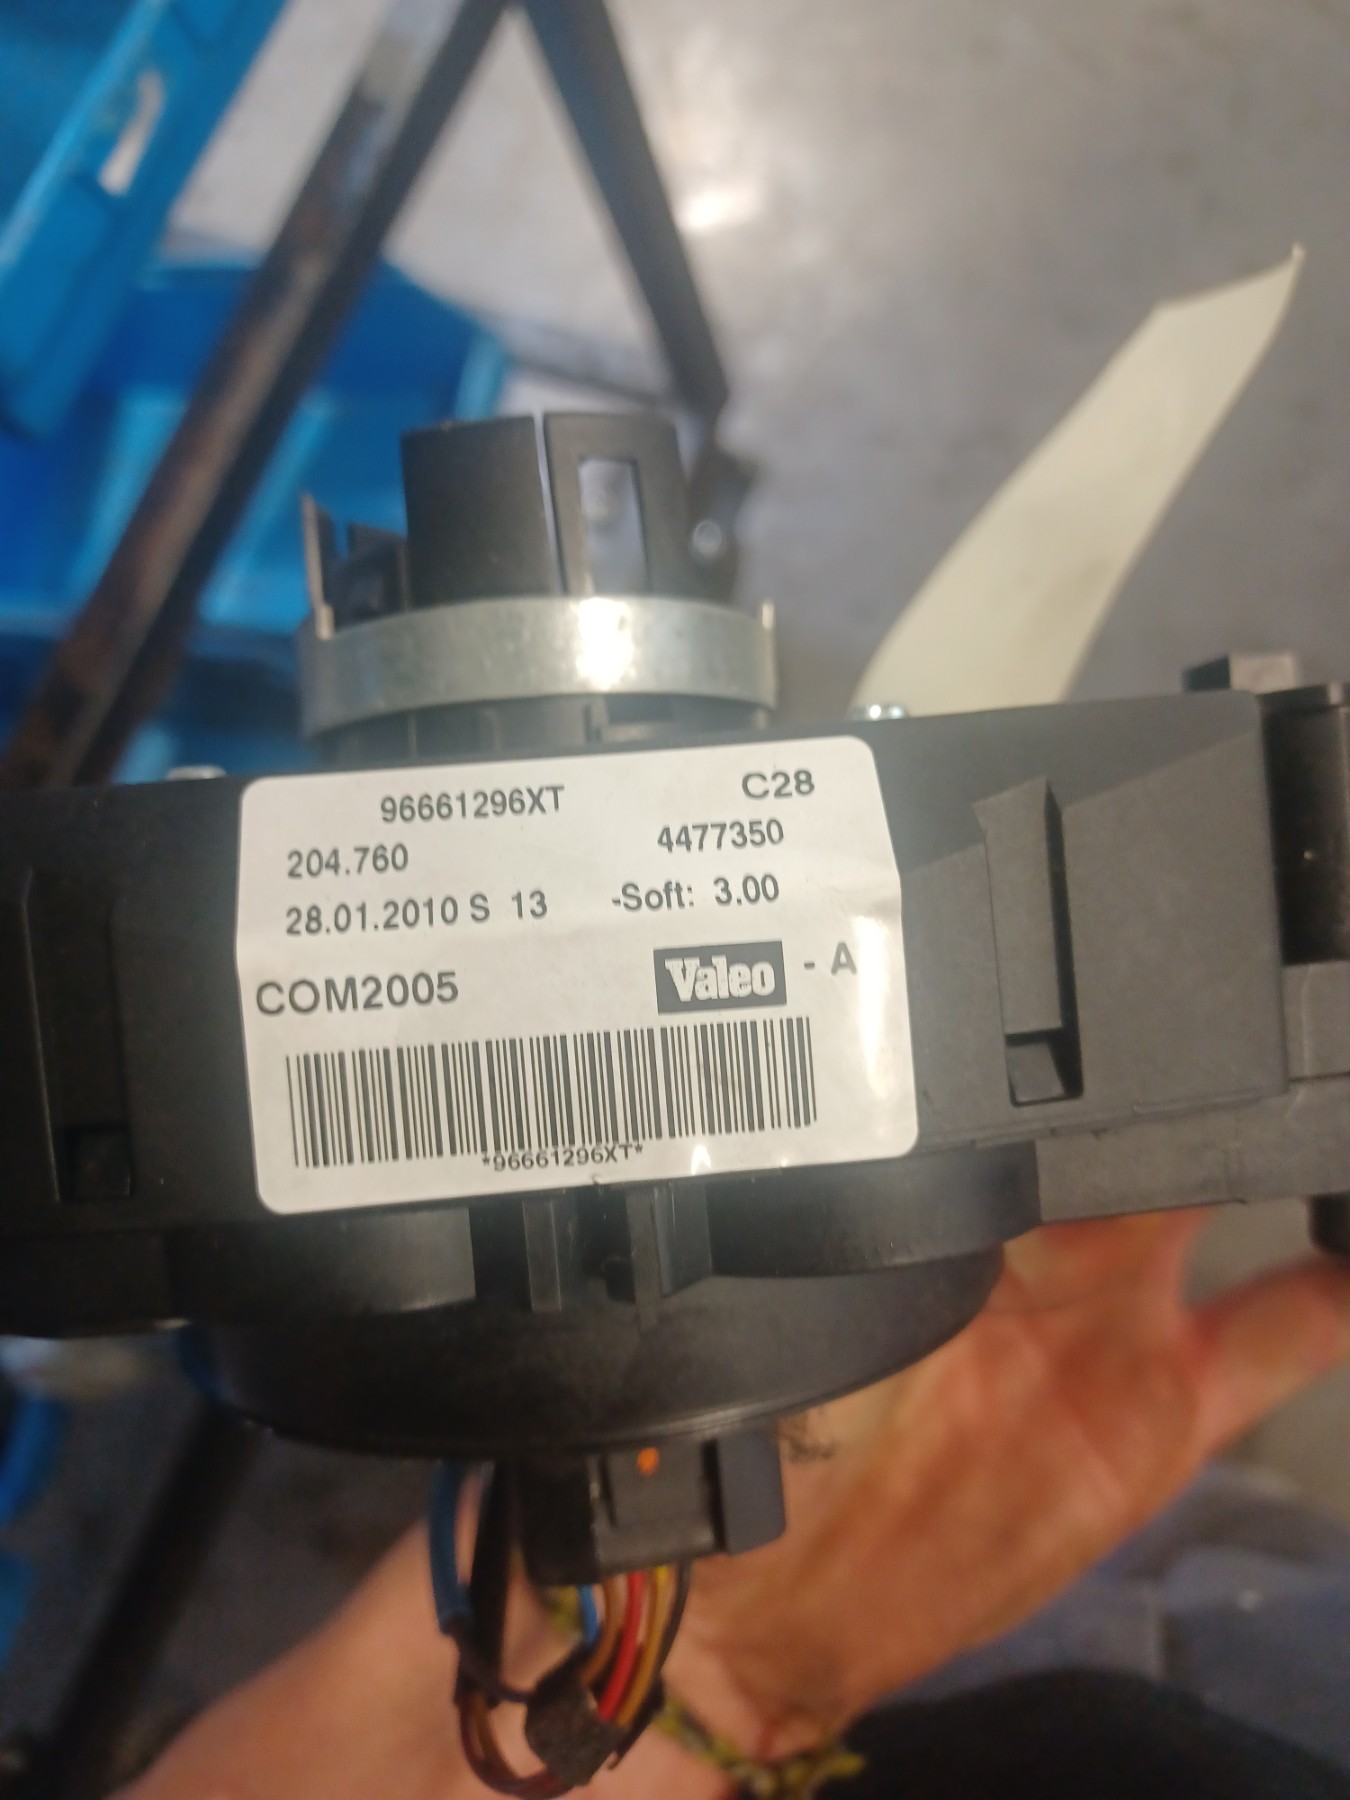 96661296XT C28
204.760 4477350
28.01.2010 S 13 -Soft: 3.00
COM2005 Valeo - A
*96661296XT*